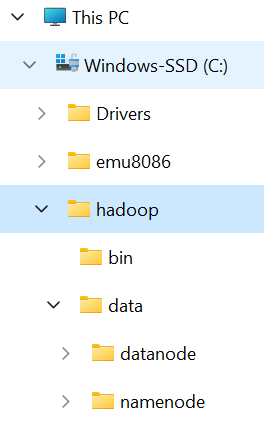 This PC
Windows-SSD (C:)
Drivers
emu8086
hadoop
bin
data
datanode
namenode